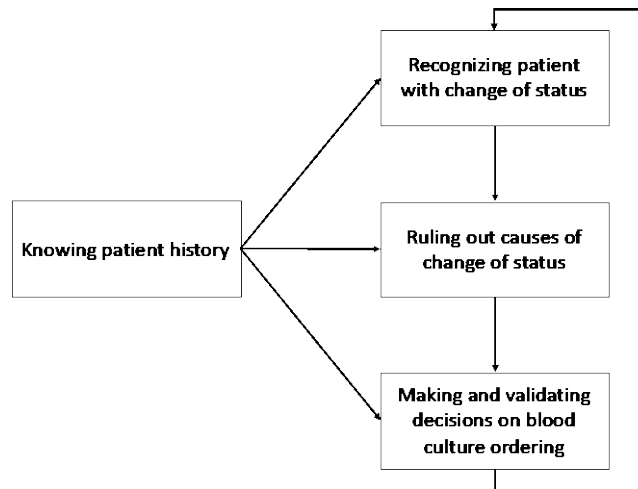 Recognizing patient
with change of status
Knowing patient history
Ruling out causes of
change of status
Making and validating
decisions on blood
culture ordering